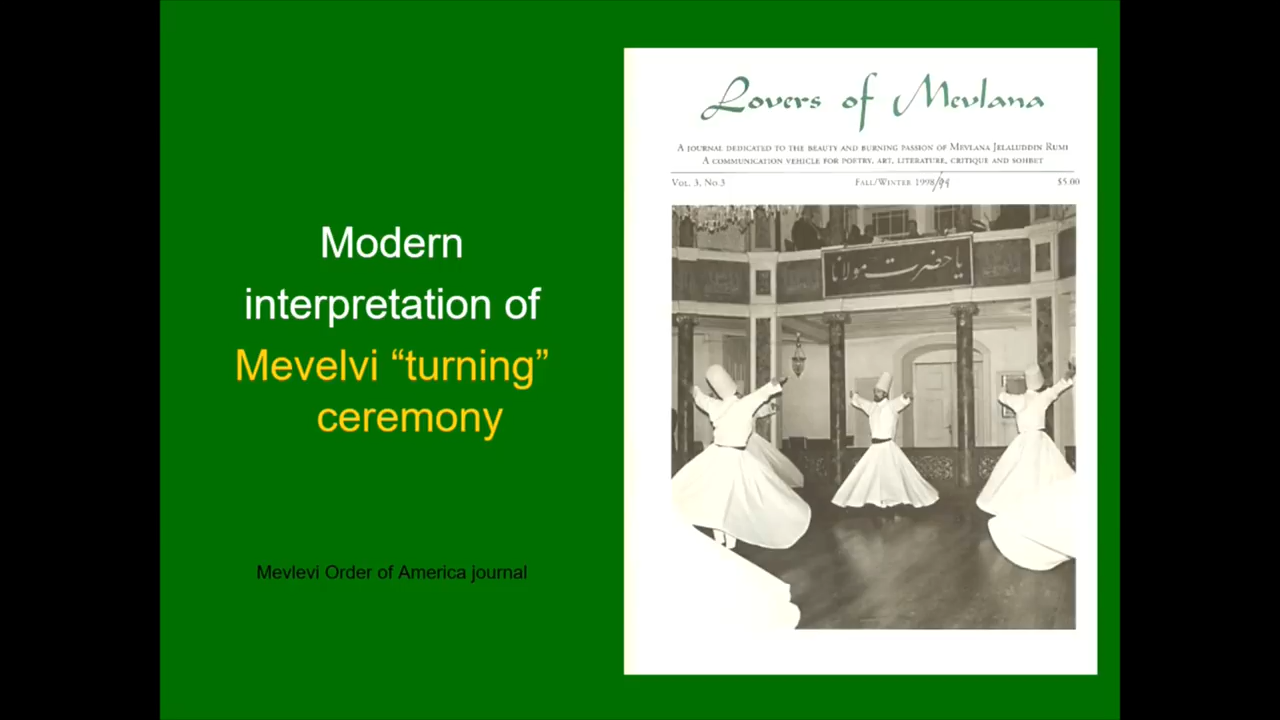 Modern
interpretation of
Mevelvi “turning”
ceremony
Mevlevi Order of America journal
Lovers of Mevlana
A JOURNAL DEDICATED TO THE BEAUTY AND BURNING PASSION OF MEVLANA JELALUDDIN RUMI
A COMMUNICATION VEHICLE FOR POETRY, ART, LITERATURE, CRITIQUE AND SOHBET
VOL. 3, NO 3 FALL/WINTER 1998/99 $5.00
یا حضرت مولانا